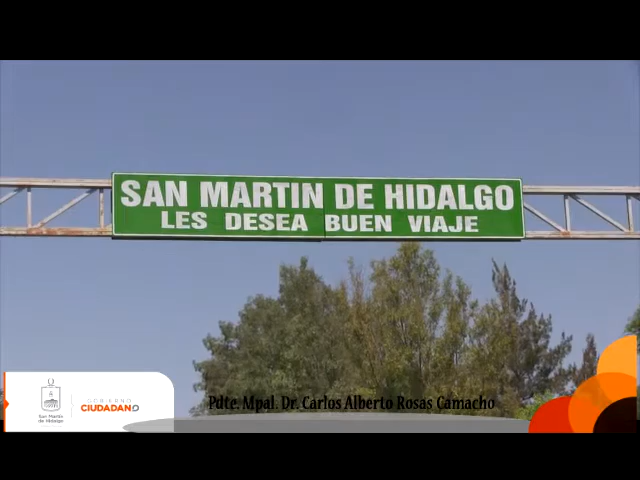 SAN MARTIN DE HIDALGO
LES DESEA BUEN VIAJE
San Martín
de Hidalgo
GOBIERNO
CIUDADANO
Pdte. Mpal. Dr. Carlos Alberto Rosas Camacho